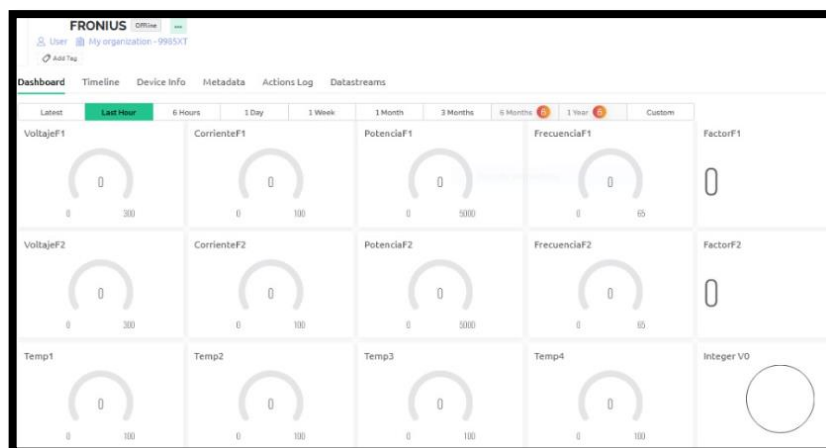 FRONIUS Offline ...
User My organization - 9985XT
Add Tag
Dashboard Timeline Device Info Metadata Actions Log Datastreams
Latest Last Hour 6 Hours 1 Day 1 Week 1 Month 3 Months 6 Months 1 Year Custom
VoltajeF1 CorrienteF1 PotenciaF1 FrecuenciaF1 FactorF1
0 0 0 0 0
0 300 0 100 0 5000 0 65
VoltajeF2 CorrienteF2 PotenciaF2 FrecuenciaF2 FactorF2
0 0 0 0 0
0 300 0 100 0 5000 0 65
Temp1 Temp2 Temp3 Temp4 Integer V0
0 0 0 0
0 100 0 100 0 100 0 100